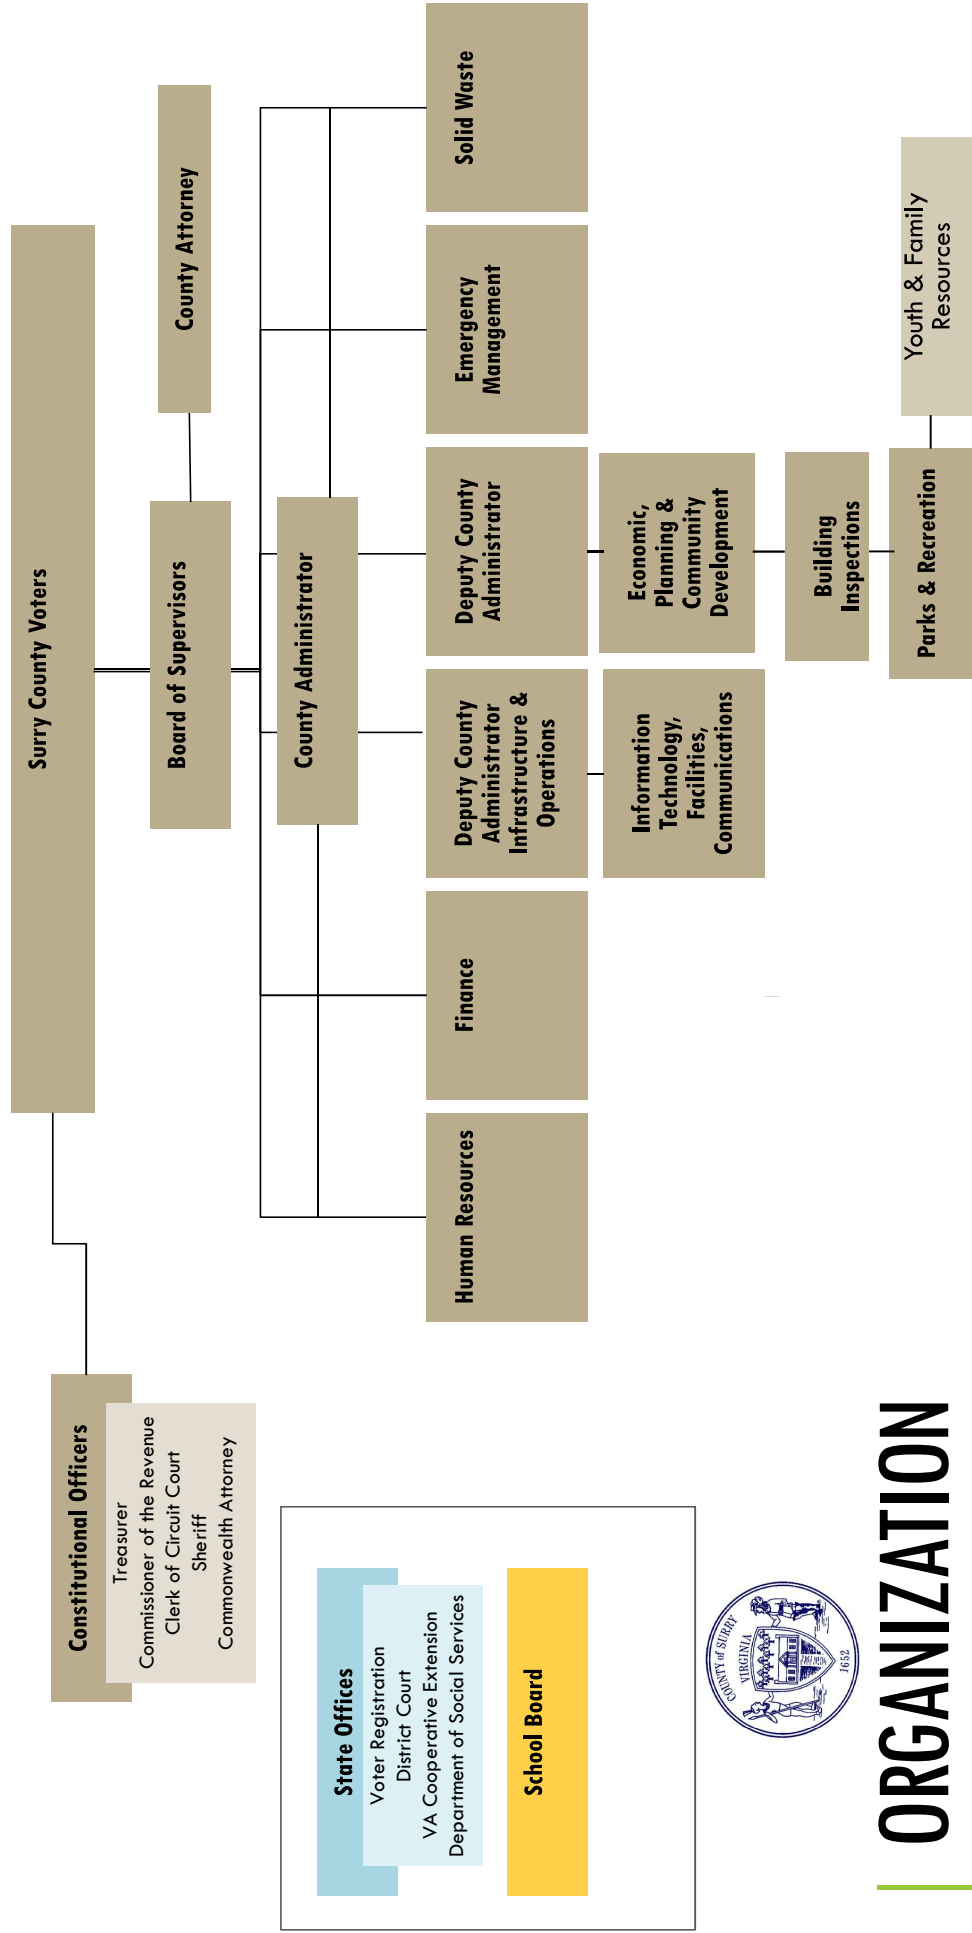 Surry County Voters
Constitutional Officers
Treasurer
Commissioner of the Revenue
Clerk of Circuit Court
Sheriff
Commonwealth Attorney
Board of Supervisors
County Attorney
County Administrator
Human Resources
Finance
Deputy County
Administrator
Infrastructure &
Operations
Deputy County
Administrator
Emergency
Management
Solid Waste
Information
Technology,
Facilities,
Communications
Economic,
Planning &
Community
Development
Building
Inspections
Parks & Recreation
Youth & Family
Resources
State Offices
Voter Registration
District Court
VA Cooperative Extension
Department of Social Services
School Board
COUNTY of SURRY
VIRGINIA
1652
ORGANIZATION